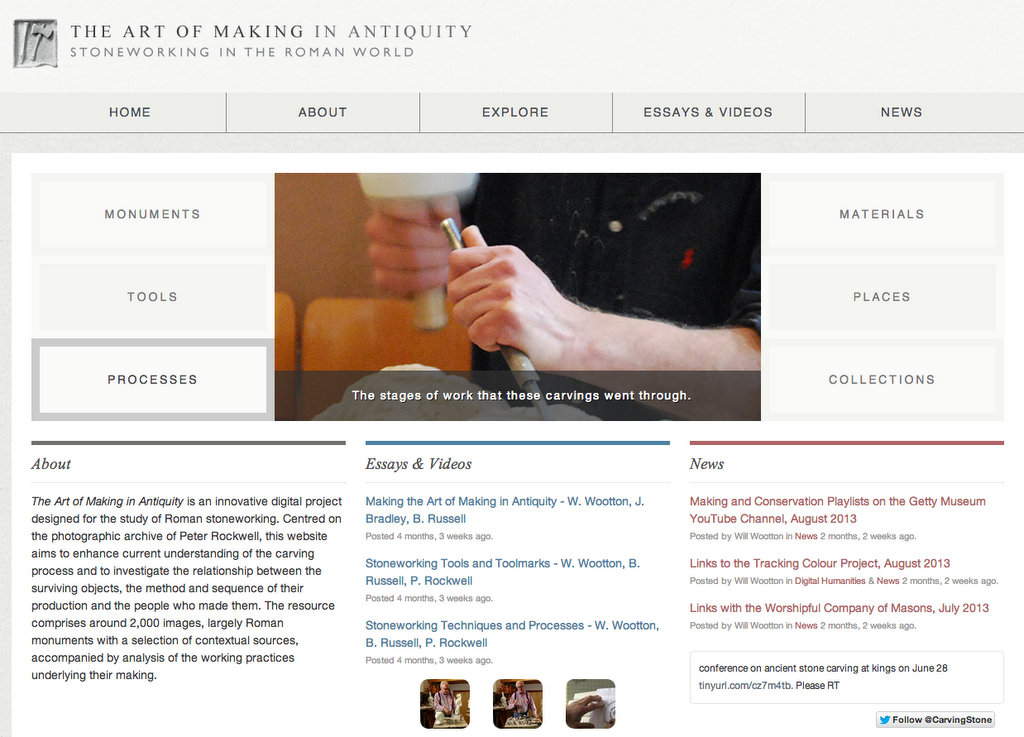 THE ART OF MAKING IN ANTIQUITY
STONEWORKING IN THE ROMAN WORLD
HOME
ABOUT
EXPLORE
ESSAYS & VIDEOS
NEWS
MONUMENTS
TOOLS
PROCESSES
The stages of work that these carvings went through.
MATERIALS
PLACES
COLLECTIONS
About
The Art of Making in Antiquity is an innovative digital project
designed for the study of Roman stoneworking. Centred on
the photographic archive of Peter Rockwell, this website
aims to enhance current understanding of the carving
process and to investigate the relationship between the
surviving objects, the method and sequence of their
production and the people who made them. The resource
comprises around 2,000 images, largely Roman
monuments with a selection of contextual sources,
accompanied by analysis of the working practices
underlying their making.
Essays & Videos
Making the Art of Making in Antiquity - W. Wootton, J.
Bradley, B. Russell
Posted 4 months, 3 weeks ago.
Stoneworking Tools and Toolmarks - W. Wootton, B.
Russell, P. Rockwell
Posted 4 months, 3 weeks ago.
Stoneworking Techniques and Processes - W. Wootton,
B. Russell, P. Rockwell
Posted 4 months, 3 weeks ago.
News
Making and Conservation Playlists on the Getty Museum
YouTube Channel, August 2013
Posted by Will Wootton in News 2 months, 2 weeks ago.
Links to the Tracking Colour Project, August 2013
Posted by Will Wootton in Digital Humanities & News 2 months, 2 weeks ago.
Links with the Worshipful Company of Masons, July 2013
Posted by Will Wootton in News 2 months, 2 weeks ago.
conference on ancient stone carving at kings on June 28
tinyurl.com/cz7m4tb. Please RT
Follow @CarvingStone